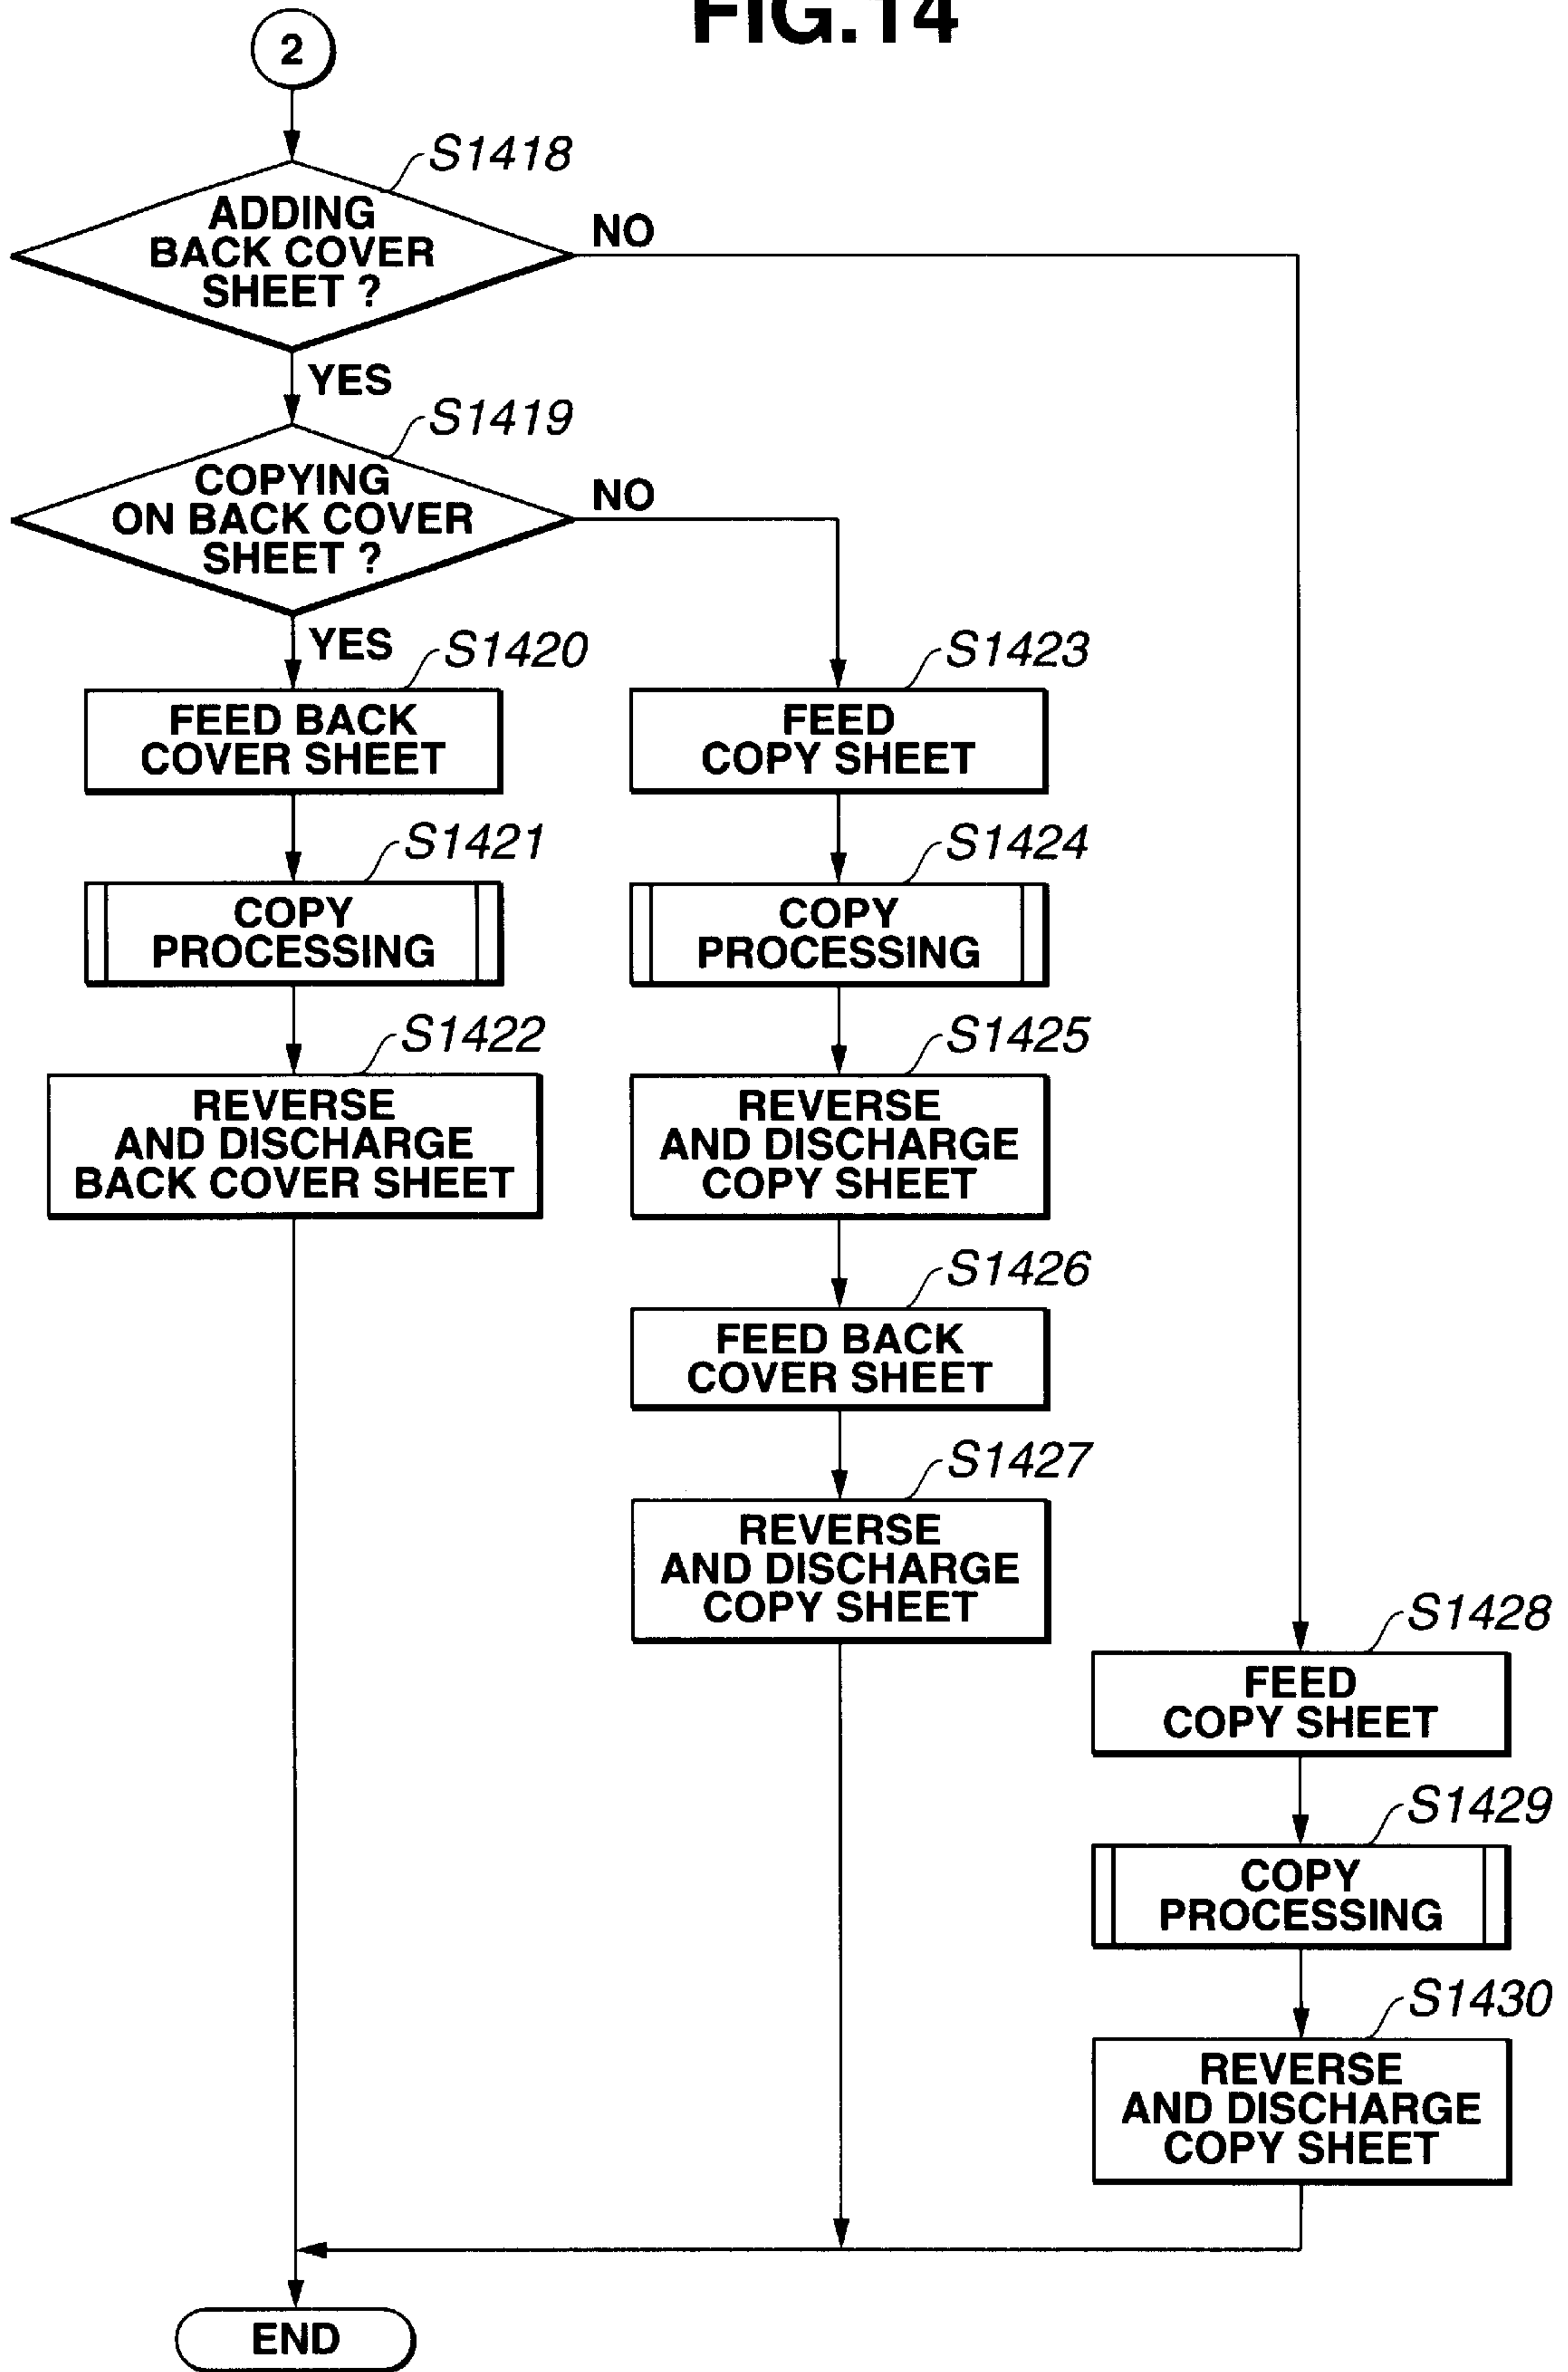 FIG.14
2
S1418
ADDING
BACK COVER
SHEET ?
NO
YES
S1419
COPYING
ON BACK COVER
SHEET ?
NO
YES
S1420
FEED BACK
COVER SHEET
S1421
COPY
PROCESSING
S1422
REVERSE
AND DISCHARGE
BACK COVER SHEET
S1423
FEED
COPY SHEET
S1424
COPY
PROCESSING
S1425
REVERSE
AND DISCHARGE
COPY SHEET
S1426
FEED BACK
COVER SHEET
S1427
REVERSE
AND DISCHARGE
COPY SHEET
S1428
FEED
COPY SHEET
S1429
COPY
PROCESSING
S1430
REVERSE
AND DISCHARGE
COPY SHEET
END